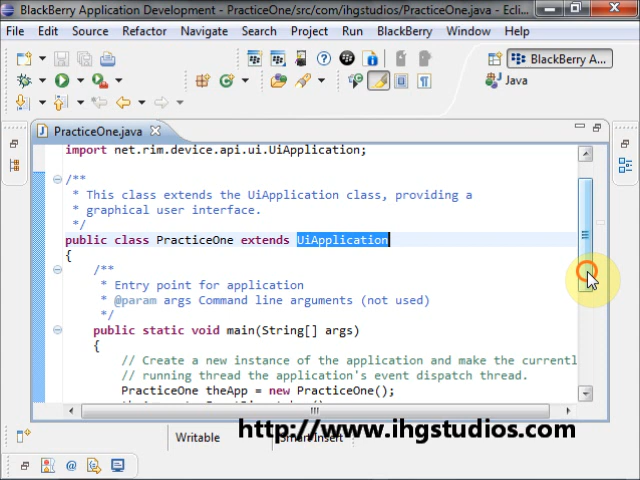 BlackBerry Application Development - PracticeOne/src/com/ihgstudios/PracticeOne.java - Ecli...
File Edit Source Refactor Navigate Search Project Run BlackBerry Window Help
BlackBerry A...
Java
PracticeOne.java
import net.rim.device.api.ui.UiApplication;
/**
* This class extends the UiApplication class, providing a
* graphical user interface.
*/
public class PracticeOne extends UiApplication
{
/**
* Entry point for application
* @param args Command line arguments (not used)
*/
public static void main(String[] args)
{
// Create a new instance of the application and make the currentl
// running thread the application's event dispatch thread.
PracticeOne theApp = new PracticeOne();
Writable
Smart Insert
http://www.ihgstudios.com